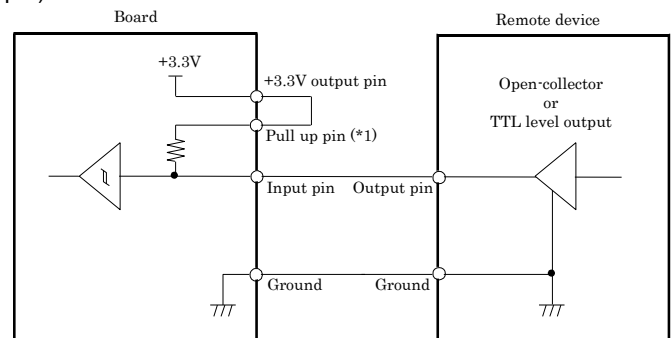 Board
Remote device
+3.3V
+3.3V output pin
Open-collector
or
TTL level output
Pull up pin (*1)
Input pin
Output pin
Ground
Ground